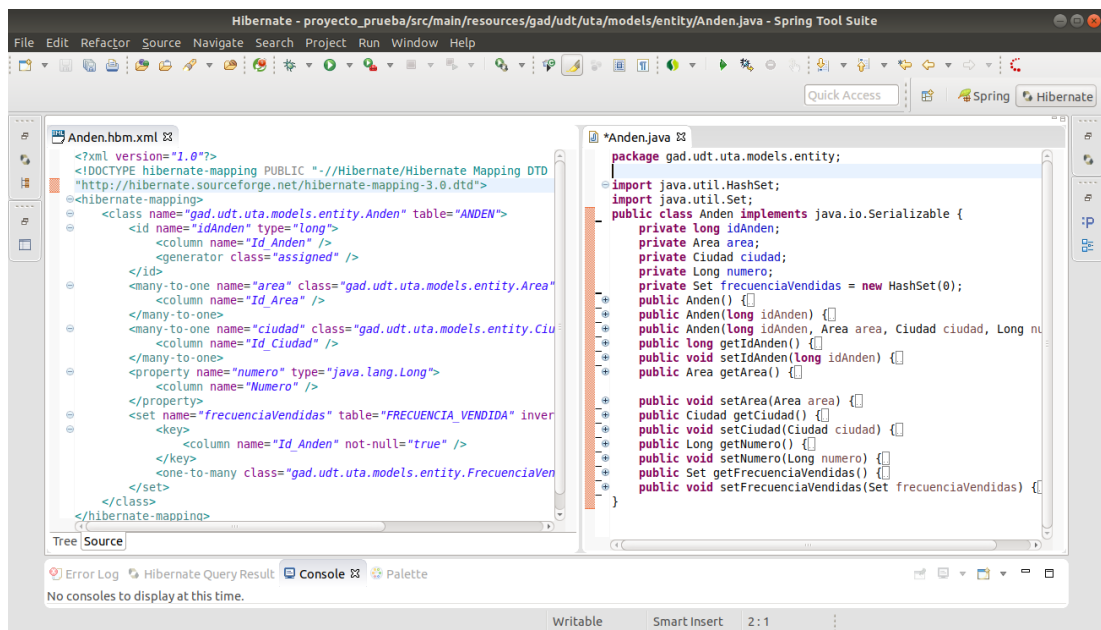 Hibernate - proyecto_prueba/src/main/resources/gad/udt/uta/models/entity/Anden.java - Spring Tool Suite
File Edit Refactor Source Navigate Search Project Run Window Help
Quick Access Spring Hibernate
Anden.hbm.xml
<?xml version="1.0"?>
<!DOCTYPE hibernate-mapping PUBLIC "-//Hibernate/Hibernate Mapping DTD
"http://hibernate.sourceforge.net/hibernate-mapping-3.0.dtd">
<hibernate-mapping>
<class name="gad.udt.uta.models.entity.Anden" table="ANDEN">
<id name="idAnden" type="long">
<column name="Id_Anden" />
<generator class="assigned" />
</id>
<many-to-one name="area" class="gad.udt.uta.models.entity.Area"
<column name="Id_Area" />
</many-to-one>
<many-to-one name="ciudad" class="gad.udt.uta.models.entity.Ciu
<column name="Id_Ciudad" />
</many-to-one>
<property name="numero" type="java.lang.Long">
<column name="Numero" />
</property>
<set name="frecuenciaVendidas" table="FRECUENCIA_VENDIDA" inver
<key>
<column name="Id_Anden" not-null="true" />
</key>
<one-to-many class="gad.udt.uta.models.entity.FrecuenciaVen
</set>
</class>
</hibernate-mapping>
Tree Source
*Anden.java
package gad.udt.uta.models.entity;
import java.util.HashSet;
import java.util.Set;
public class Anden implements java.io.Serializable {
private long idAnden;
private Area area;
private Ciudad ciudad;
private Long numero;
private Set frecuenciaVendidas = new HashSet(0);
public Anden() {
public Anden(long idAnden) {
public Anden(long idAnden, Area area, Ciudad ciudad, Long nu
public long getIdAnden() {
public void setIdAnden(long idAnden) {
public Area getArea() {
public void setArea(Area area) {
public Ciudad getCiudad() {
public void setCiudad(Ciudad ciudad) {
public Long getNumero() {
public void setNumero(Long numero) {
public Set getFrecuenciaVendidas() {
public void setFrecuenciaVendidas(Set frecuenciaVendidas) {
}
Error Log Hibernate Query Result Console Palette
No consoles to display at this time.
Writable Smart Insert 2 : 1